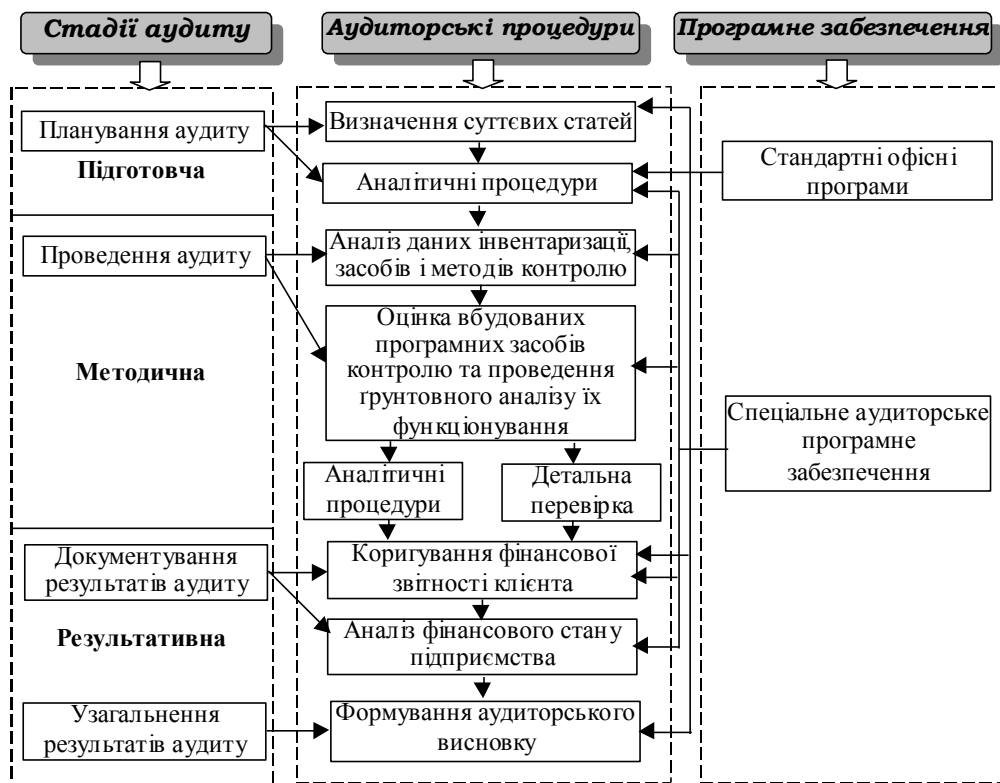 Стадії аудиту
Аудиторські процедури
Програмне забезпечення
Планування аудиту
Підготовча
Проведення аудиту
Методична
Документування
результатів аудиту
Результативна
Узагальнення
результатів аудиту
Визначення суттєвих статей
Аналітичні процедури
Аналіз даних інвентаризації,
засобів і методів контролю
Оцінка вбудованих
програмних засобів
контролю та проведення
ґрунтовного аналізу їх
функціонування
Аналітичні
процедури
Детальна
перевірка
Коригування фінансової
звітності клієнта
Аналіз фінансового стану
підприємства
Формування аудиторського
висновку
Стандартні офісні
програми
Спеціальне аудиторське
програмне
забезпечення